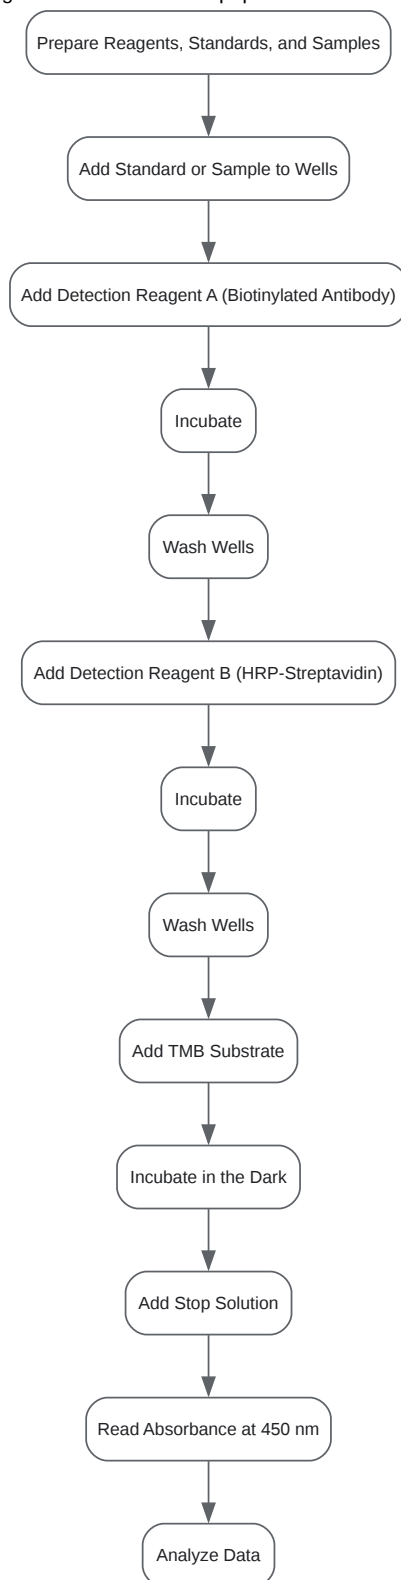 Prepare Reagents, Standards, and Samples
Add Standard or Sample to Wells
Add Detection Reagent A (Biotinylated Antibody)
Incubate
Wash Wells
Add Detection Reagent B (HRP-Streptavidin)
Incubate
Wash Wells
Add TMB Substrate
Incubate in the Dark
Add Stop Solution
Read Absorbance at 450 nm
Analyze Data